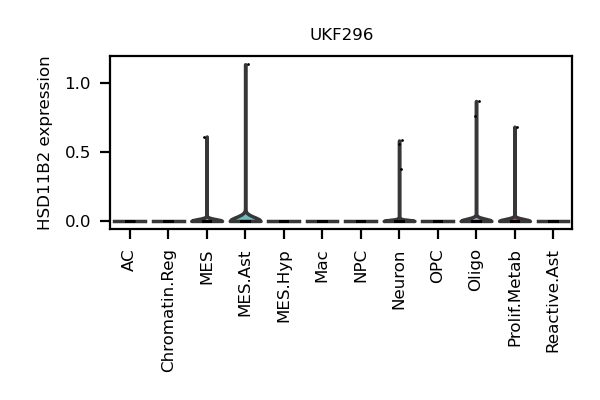 UKF296
HSD11B2 expression
1.0
0.5
0.0
AC
Chromatin.Reg
MES
MES.Ast
MES.Hyp
Mac
NPC
Neuron
OPC
Oligo
Prolif.Metab
Reactive.Ast